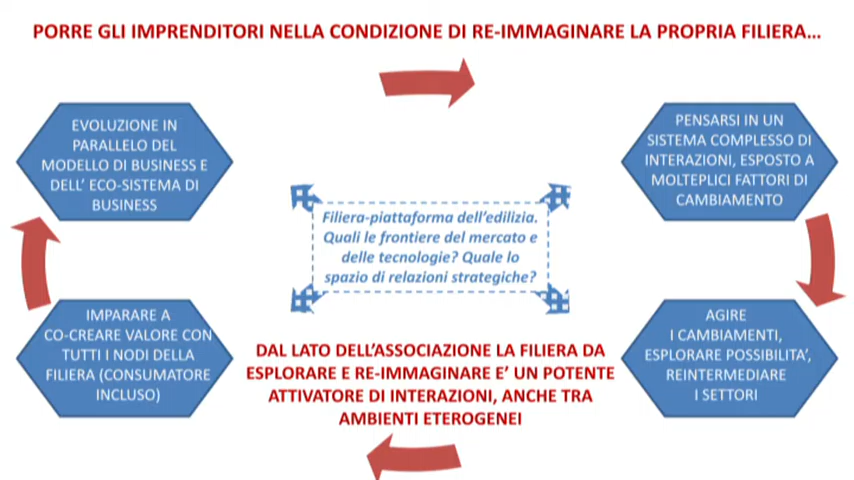 PORRE GLI IMPRENDITORI NELLA CONDIZIONE DI RE-IMMAGINARE LA PROPRIA FILIERA…
EVOLUZIONE IN
PARALLELO DEL
MODELLO DI BUSINESS E
DELL’ ECO-SISTEMA DI
BUSINESS
PENSARSI IN UN
SISTEMA COMPLESSO DI
INTERAZIONI, ESPOSTO A
MOLTEPLICI FATTORI DI
CAMBIAMENTO
Filiera-piattaforma dell’edilizia.
Quali le frontiere del mercato e
delle tecnologie? Quale lo
spazio di relazioni strategiche?
IMPARARE A
CO-CREARE VALORE CON
TUTTI I NODI DELLA
FILIERA (CONSUMATORE
INCLUSO)
AGIRE
I CAMBIAMENTI,
ESPLORARE POSSIBILITA’,
REINTERMEDIARE
I SETTORI
DAL LATO DELL’ASSOCIAZIONE LA FILIERA DA
ESPLORARE E RE-IMMAGINARE E’ UN POTENTE
ATTIVATORE DI INTERAZIONI, ANCHE TRA
AMBIENTI ETEROGENEI